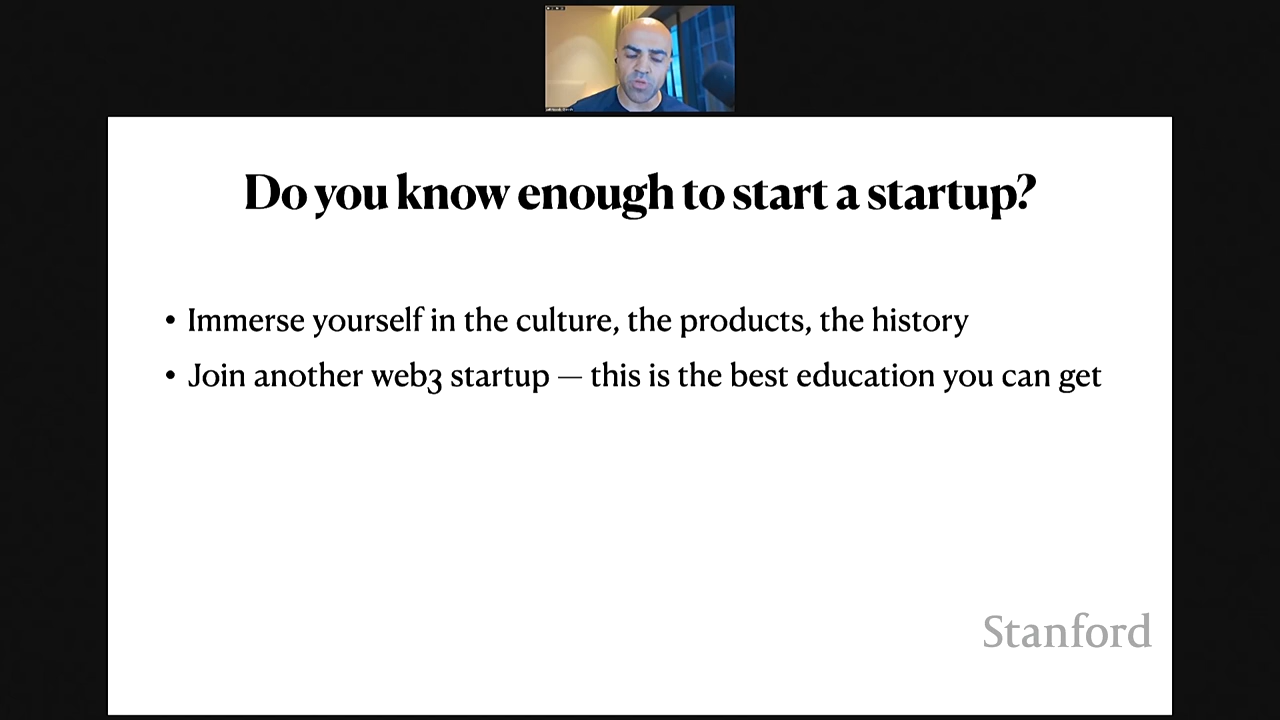 Do you know enough to start a startup?
• Immerse yourself in the culture, the products, the history
• Join another web3 startup — this is the best education you can get
Stanford